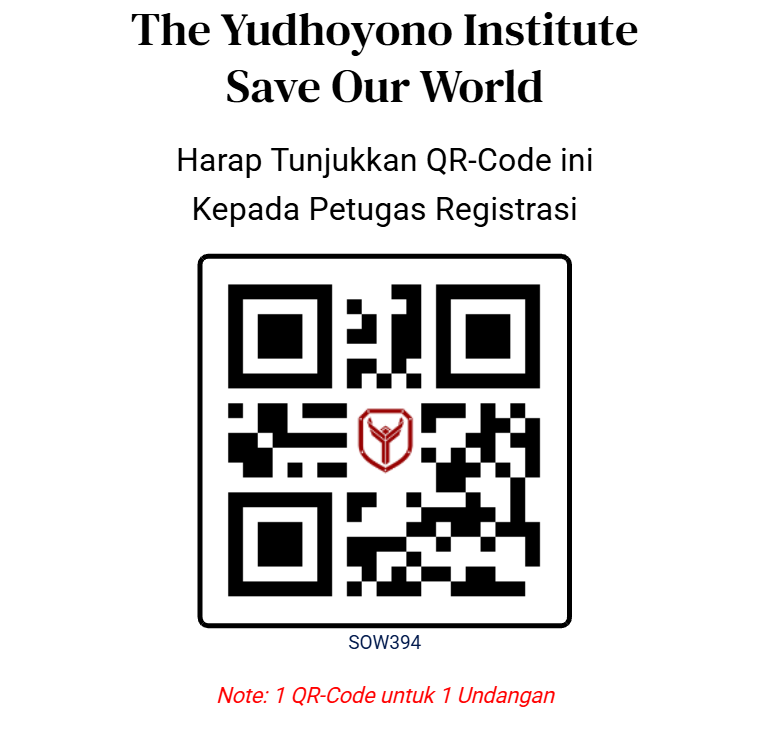 The Yudhoyono Institute
Save Our World
Harap Tunjukkan QR-Code ini
Kepada Petugas Registrasi
SOW394
Note: 1 QR-Code untuk 1 Undangan